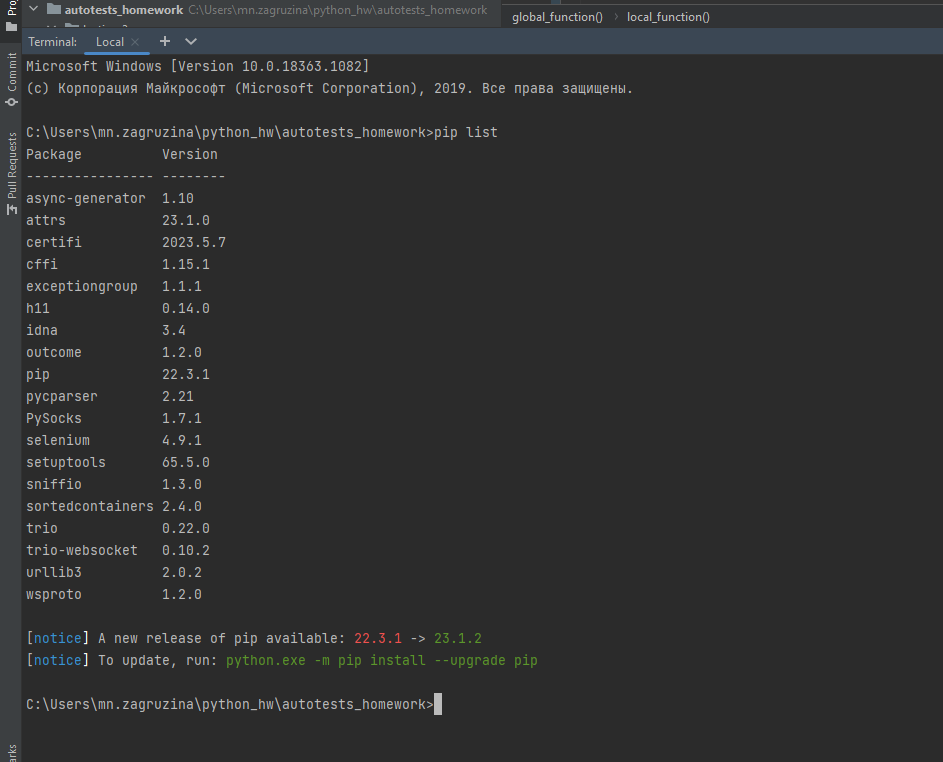 autotests_homework C:\Users\mn.zagruzina\python_hw\autotests_homework
global_function() › local_function()
Terminal: Local × +
Commit
Pull Requests
Microsoft Windows [Version 10.0.18363.1082]
(c) Корпорация Майкрософт (Microsoft Corporation), 2019. Все права защищены.
C:\Users\mn.zagruzina\python_hw\autotests_homework>pip list
Package Version
---------------- --------
async-generator 1.10
attrs 23.1.0
certifi 2023.5.7
cffi 1.15.1
exceptiongroup 1.1.1
h11 0.14.0
idna 3.4
outcome 1.2.0
pip 22.3.1
pycparser 2.21
PySocks 1.7.1
selenium 4.9.1
setuptools 65.5.0
sniffio 1.3.0
sortedcontainers 2.4.0
trio 0.22.0
trio-websocket 0.10.2
urllib3 2.0.2
wsproto 1.2.0
[notice] A new release of pip available: 22.3.1 -> 23.1.2
[notice] To update, run: python.exe -m pip install --upgrade pip
C:\Users\mn.zagruzina\python_hw\autotests_homework>